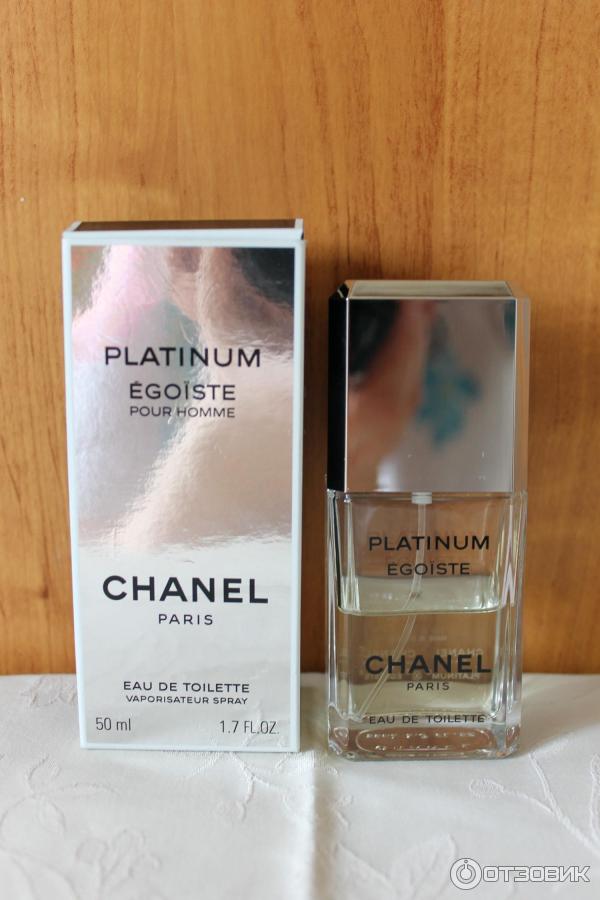 PLATINUM
ÉGOÏSTE
POUR HOMME
CHANEL
PARIS
EAU DE TOILETTE
VAPORISATEUR SPRAY
50 ml 1.7 FL.OZ.
PLATINUM
ÉGOÏSTE
CHANEL
PARIS
EAU DE TOILETTE
ОТЗОВИК